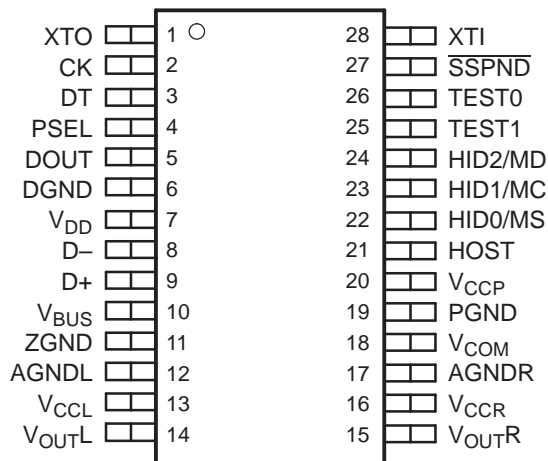 XTO 1 28 XTI
CK 2 27 SSPND
DT 3 26 TEST0
PSEL 4 25 TEST1
DOUT 5 24 HID2/MD
DGND 6 23 HID1/MC
VDD 7 22 HID0/MS
D– 8 21 HOST
D+ 9 20 VCCP
VBUS 10 19 PGND
ZGND 11 18 VCOM
AGNDL 12 17 AGNDR
VCCL 13 16 VCCR
VOUTL 14 15 VOUTR